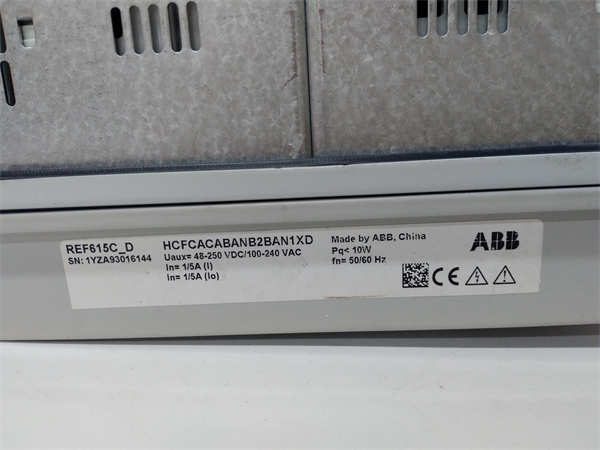 REF615C_D HCFCACABANB2BAN1XD Made by ABB, China ABB
SN: 1YZA93016144 Uaux= 48-250 VDC/100-240 VAC Pq< 10W
In= 1/5A (I) fn= 50/60 Hz
In= 1/5A (Io) CE